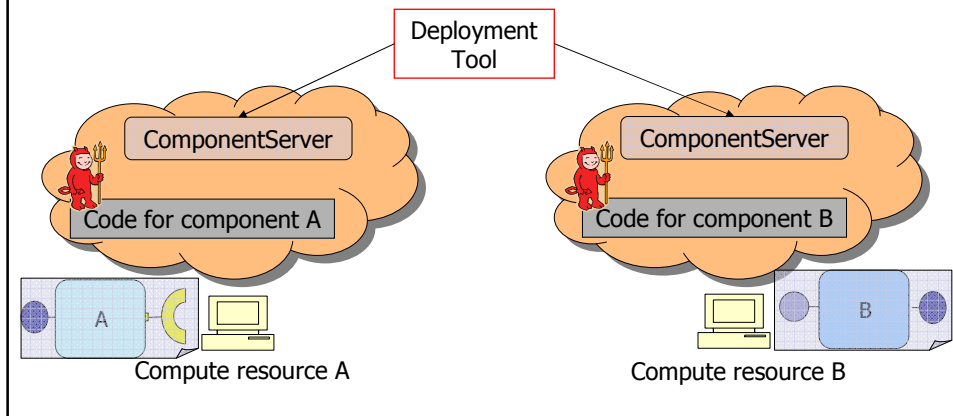 Deployment
Tool
ComponentServer
ComponentServer
Code for component A
Code for component B
A
B
Compute resource A
Compute resource B